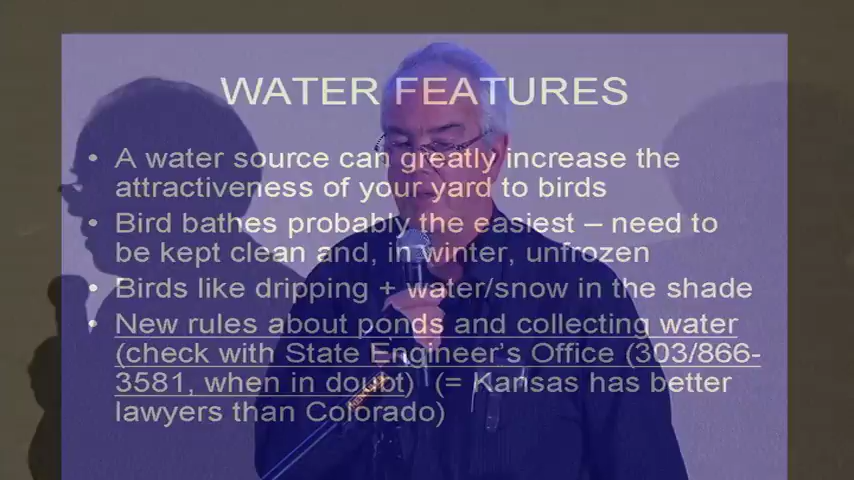 WATER FEATURES
• A water source can greatly increase the
attractiveness of your yard to birds
• Bird bathes probably the easiest – need to
be kept clean and, in winter, unfrozen
• Birds like dripping + water/snow in the shade
• New rules about ponds and collecting water
(check with State Engineer's Office (303/866-
3581, when in doubt) (= Kansas has better
lawyers than Colorado)